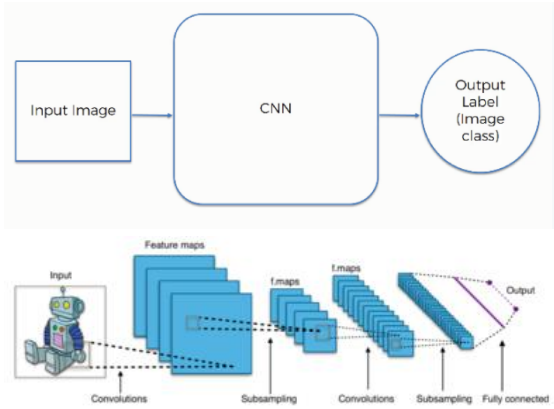 Input Image
CNN
Output
Label
(Image
class)
Feature maps
Input
f.maps
f.maps
Output
Convolutions
Subsampling
Convolutions
Subsampling
Fully connected